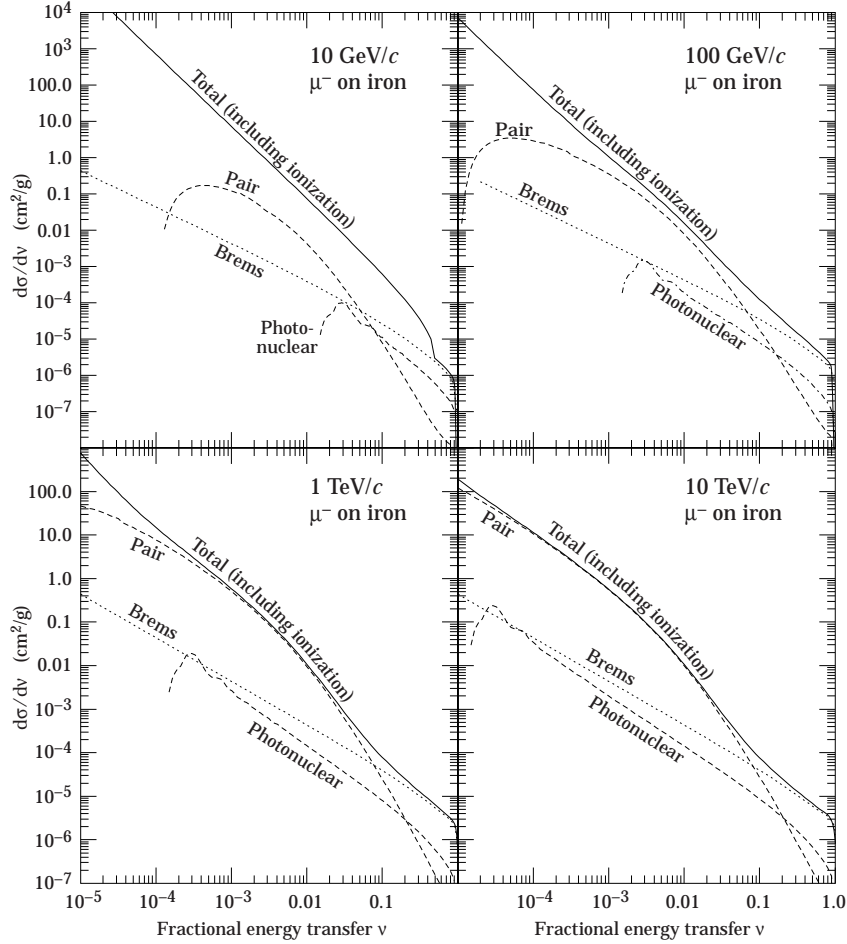 10⁴
10³
100.0
10.0
1.0
0.1
0.01
10⁻³
10⁻⁴
10⁻⁵
10⁻⁶
10⁻⁷
dσ/dν (cm²/g)
10 GeV/c
μ⁻ on iron
Total (including ionization)
Pair
Brems
Photo-
nuclear
100 GeV/c
μ⁻ on iron
Total (including ionization)
Pair
Brems
Photonuclear
100.0
10.0
1.0
0.1
0.01
10⁻³
10⁻⁴
10⁻⁵
10⁻⁶
10⁻⁷
dσ/dν (cm²/g)
1 TeV/c
μ⁻ on iron
Total (including ionization)
Pair
Brems
Photonuclear
10 TeV/c
μ⁻ on iron
Pair
Total (including ionization)
Brems
Photonuclear
10⁻⁵ 10⁻⁴ 10⁻³ 0.01 0.1 10⁻⁴ 10⁻³ 0.01 0.1 1.0
Fractional energy transfer ν Fractional energy transfer ν